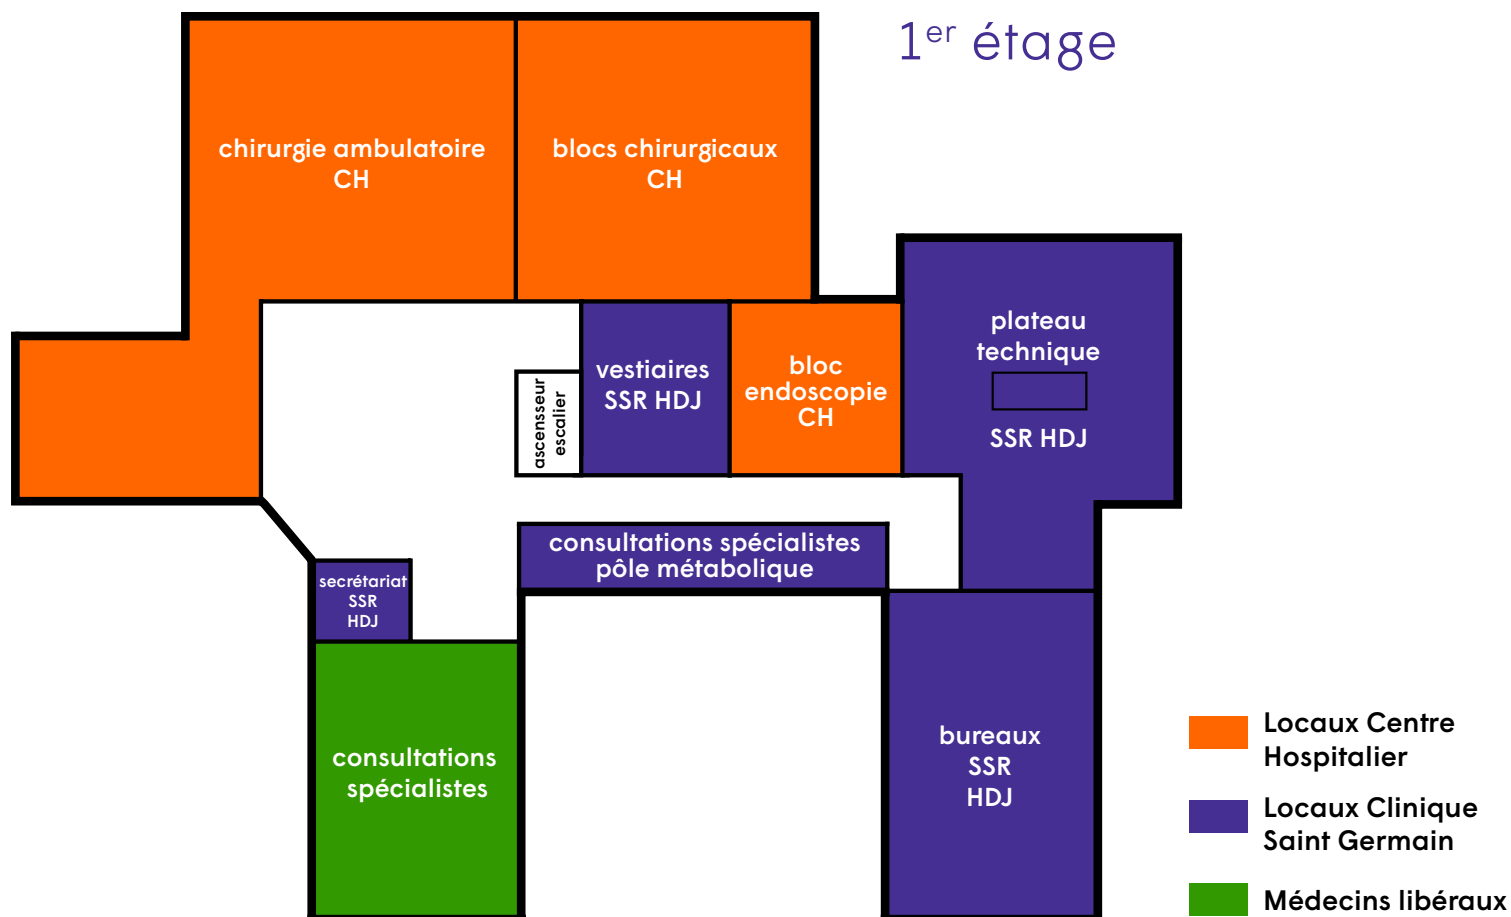 1er étage
chirurgie ambulatoire
CH
blocs chirurgicaux
CH
plateau
technique
SSR HDJ
vestiaires
SSR HDJ
bloc
endoscopie
CH
ascensseur
escalier
consultations spécialistes
pôle métabolique
secrétariat
SSR
HDJ
consultations
spécialistes
bureaux
SSR
HDJ
Locaux Centre
Hospitalier
Locaux Clinique
Saint Germain
Médecins libéraux